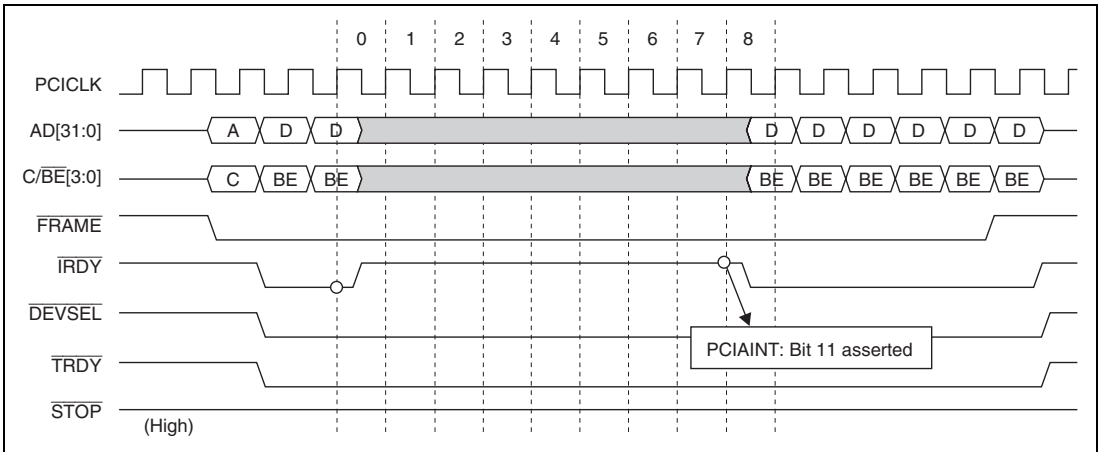 0 1 2 3 4 5 6 7 8
PCICLK
AD[31:0] A D D D D D D D D
C/BE[3:0] C BE BE BE BE BE BE BE BE
FRAME
IRDY
DEVSEL
PCIAINT: Bit 11 asserted
TRDY
STOP
(High)